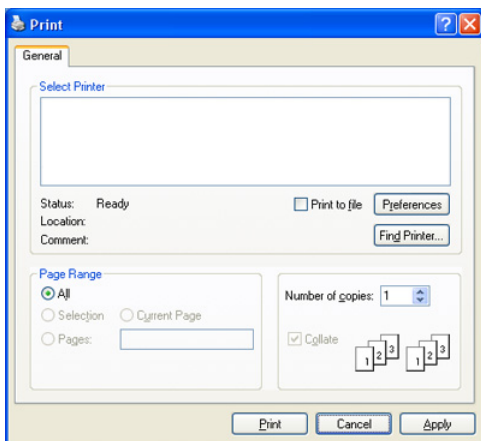 Print
General
Select Printer
Status: Ready
Print to file
Preferences
Location:
Comment:
Find Printer...
Page Range
All
Selection
Current Page
Pages:
Number of copies: 1
Collate
1 2 3 1 2 3
Print
Cancel
Apply